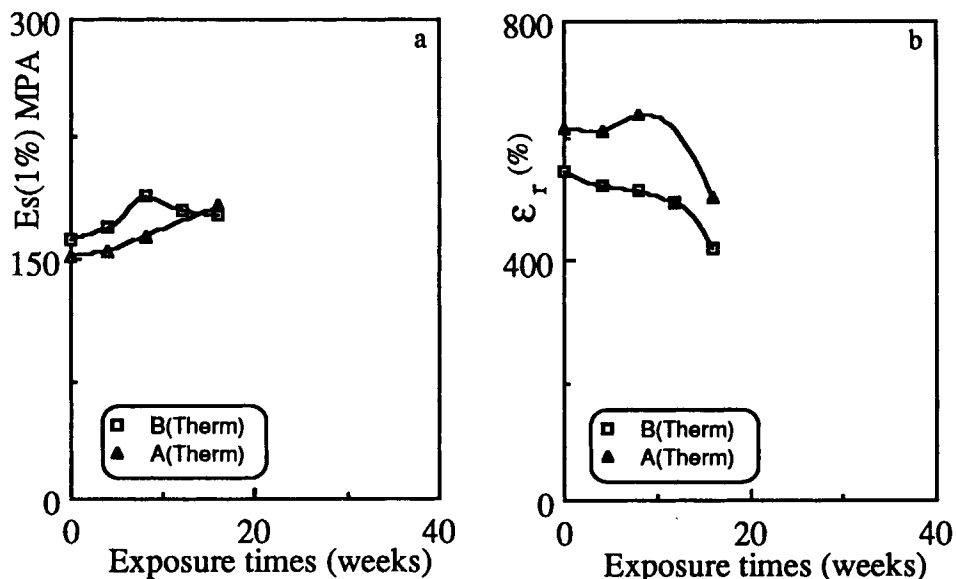 300
a
Es(1%) MPA
150
B(Therm)
A(Therm)
0
0
20
40
Exposure times (weeks)
800
b
ε r (%)
400
B(Therm)
A(Therm)
0
0
20
40
Exposure times (weeks)